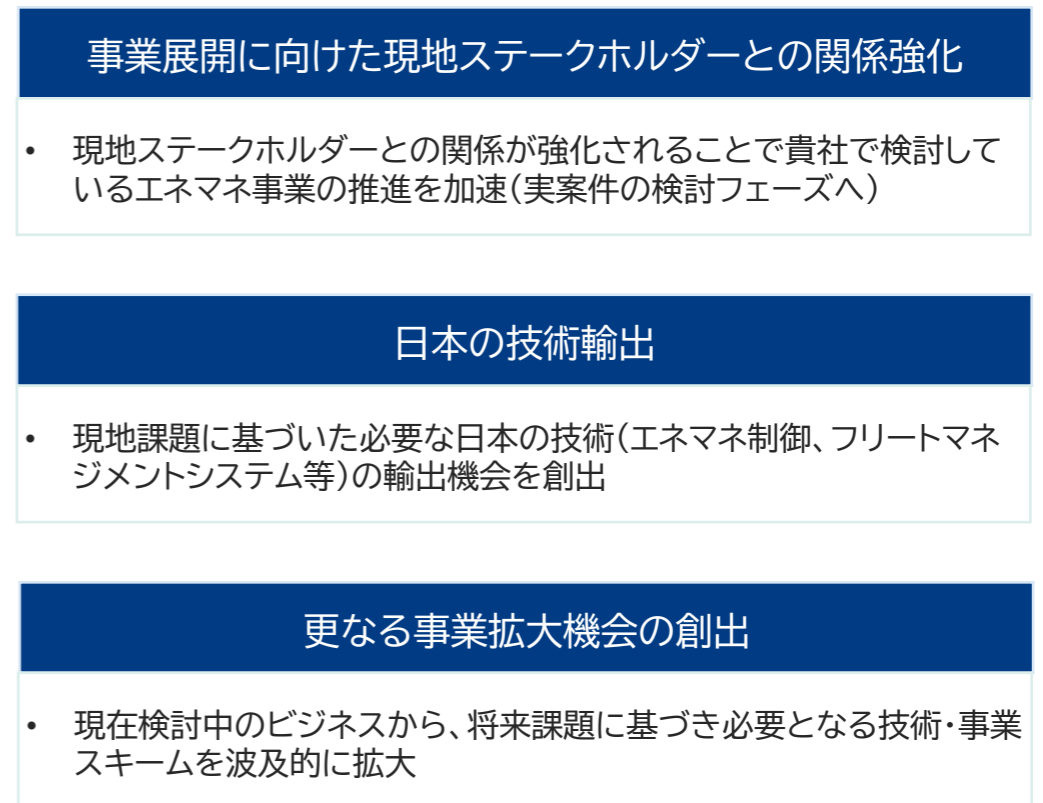 事業展開に向けた現地ステークホルダーとの関係強化
• 現地ステークホルダーとの関係が強化されることで貴社で検討して
いるエネマネ事業の推進を加速（実案件の検討フェーズへ）
日本の技術輸出
• 現地課題に基づいた必要な日本の技術（エネマネ制御、フリートマネ
ジメントシステム等）の輸出機会を創出
更なる事業拡大機会の創出
• 現在検討中のビジネスから、将来課題に基づき必要となる技術・事業
スキームを波及的に拡大